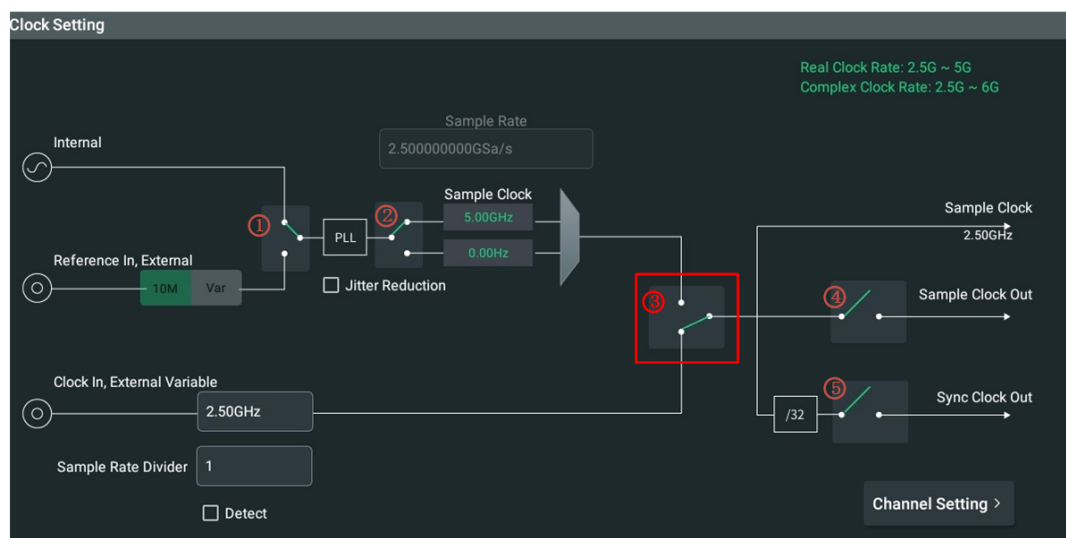 Clock Setting
Real Clock Rate: 2.5G ~ 5G
Complex Clock Rate: 2.5G ~ 6G
Sample Rate
2.500000000GSa/s
Internal
Sample Clock
①
②
5.00GHz
PLL
0.00Hz
Sample Clock
2.50GHz
Reference In, External
10M
Var
Jitter Reduction
③
④
Sample Clock Out
Clock In, External Variable
2.50GHz
⑤
Sync Clock Out
/32
Sample Rate Divider
1
Detect
Channel Setting >